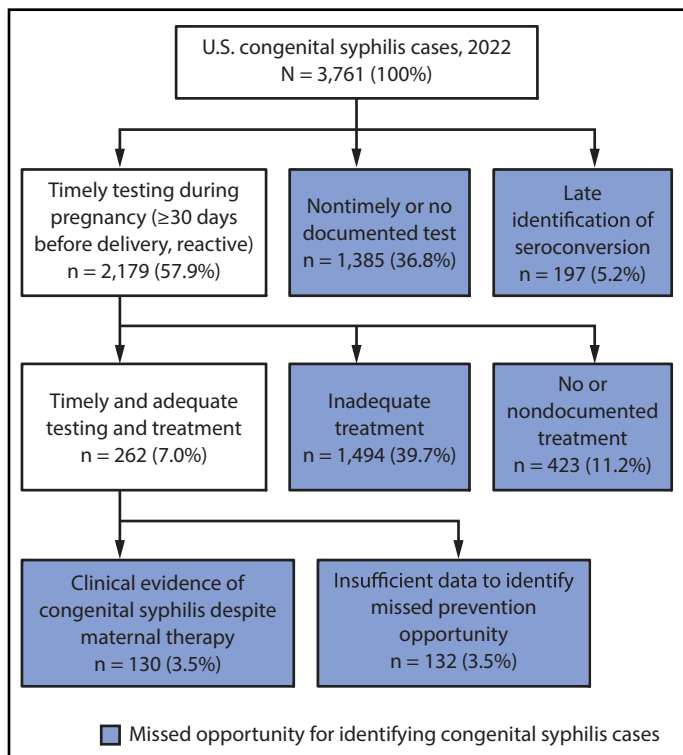 U.S. congenital syphilis cases, 2022
N = 3,761 (100%)
Timely testing during
pregnancy (≥30 days
before delivery, reactive)
n = 2,179 (57.9%)
Nontimely or no
documented test
n = 1,385 (36.8%)
Late
identification of
seroconversion
n = 197 (5.2%)
Timely and adequate
testing and treatment
n = 262 (7.0%)
Inadequate
treatment
n = 1,494 (39.7%)
No or
nondocumented
treatment
n = 423 (11.2%)
Clinical evidence of
congenital syphilis despite
maternal therapy
n = 130 (3.5%)
Insufficient data to identify
missed prevention
opportunity
n = 132 (3.5%)
Missed opportunity for identifying congenital syphilis cases